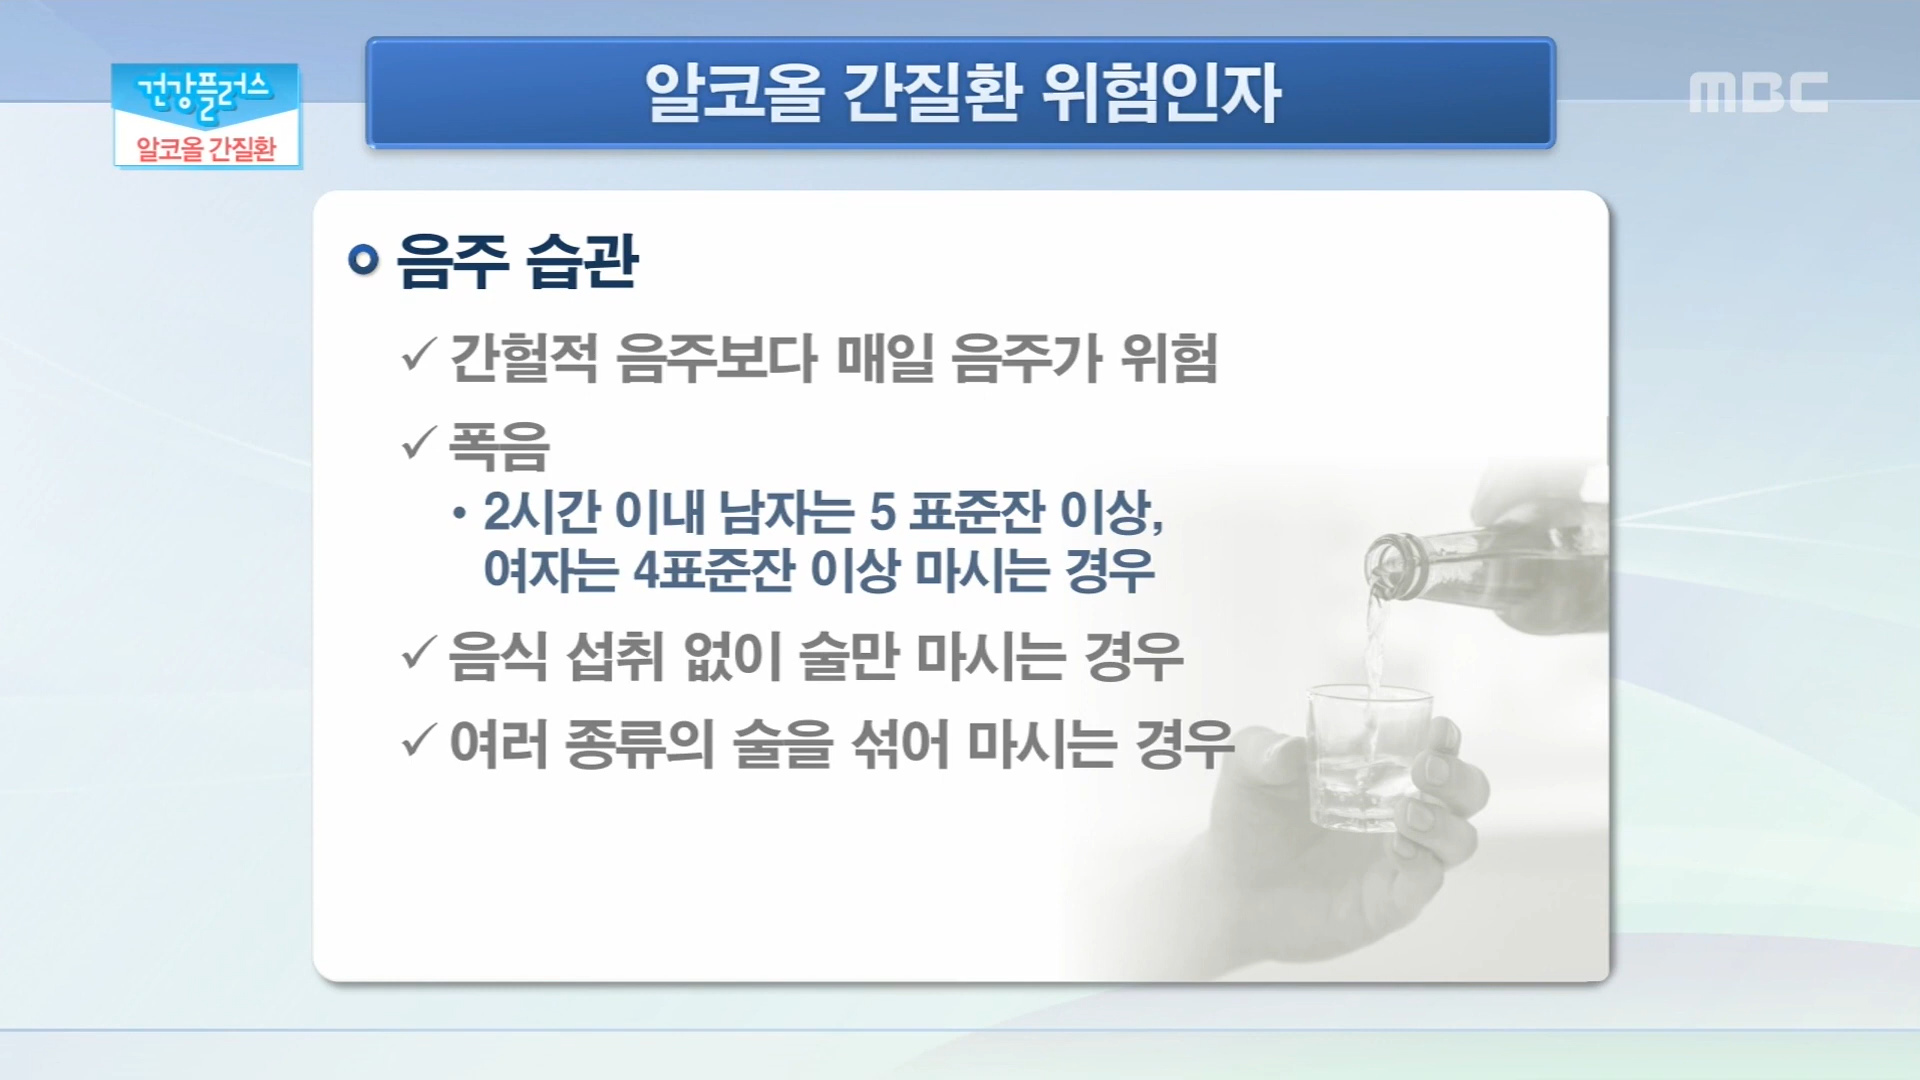 건강플러스
알코올 간질환
알코올 간질환 위험인자
MBC
음주 습관
✓ 간헐적 음주보다 매일 음주가 위험
✓ 폭음
• 2시간 이내 남자는 5 표준잔 이상,
여자는 4표준잔 이상 마시는 경우
✓ 음식 섭취 없이 술만 마시는 경우
✓ 여러 종류의 술을 섞어 마시는 경우